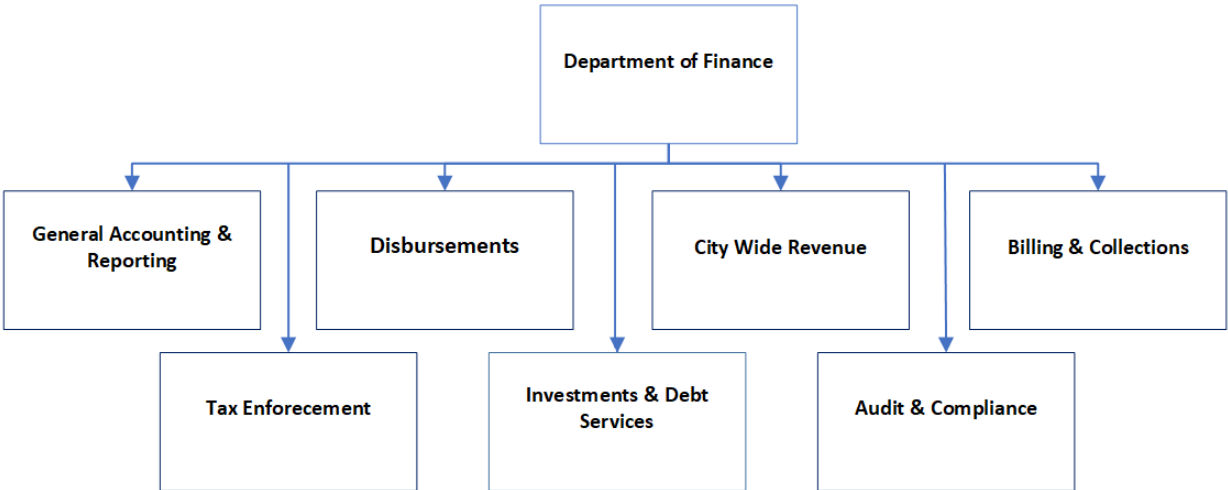 Department of Finance
General Accounting &
Reporting
Disbursements
City Wide Revenue
Billing & Collections
Tax Enforecement
Investments & Debt
Services
Audit & Compliance